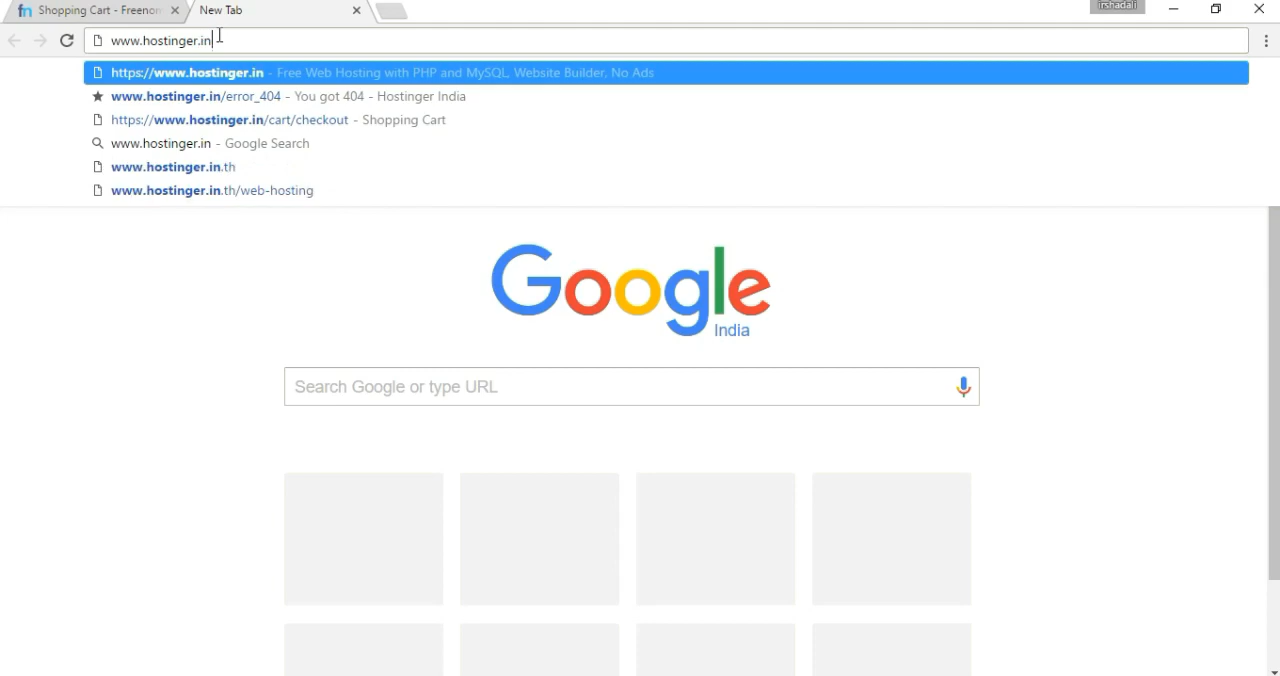 Shopping Cart - Freenom
New Tab
irshadali
www.hostinger.in
https://www.hostinger.in - Free Web Hosting with PHP and MySQL, Website Builder, No Ads
www.hostinger.in/error_404 - You got 404 - Hostinger India
https://www.hostinger.in/cart/checkout - Shopping Cart
www.hostinger.in - Google Search
www.hostinger.in.th
www.hostinger.in.th/web-hosting
Google
India
Search Google or type URL